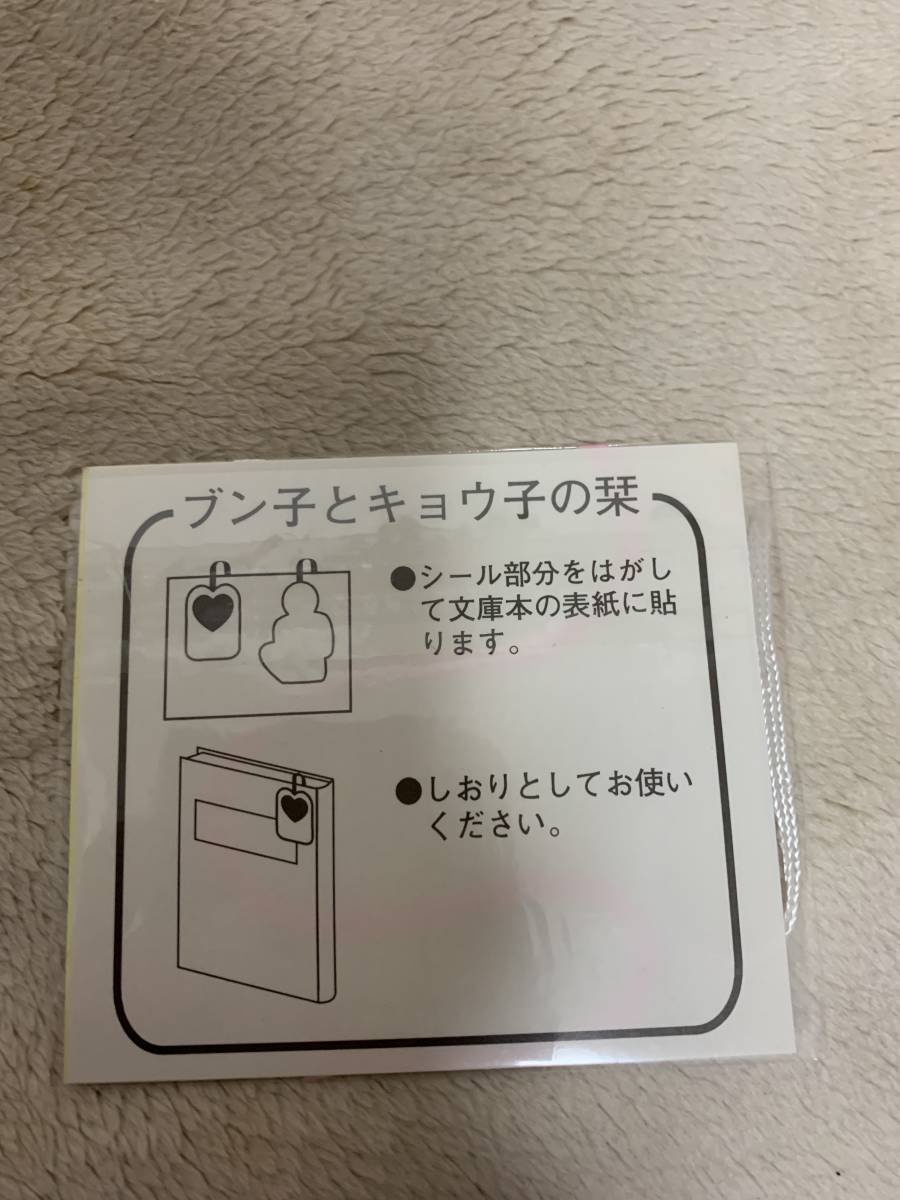 ブン子とキョウ子の栞
●シール部分をはがし
て文庫本の表紙に貼
ります。
●しおりとしてお使い
ください。